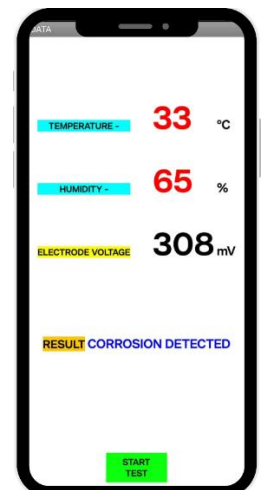 DATA
TEMPERATURE - 33 °C
HUMIDITY - 65 %
ELECTRODE VOLTAGE 308 mV
RESULT CORROSION DETECTED
START
TEST